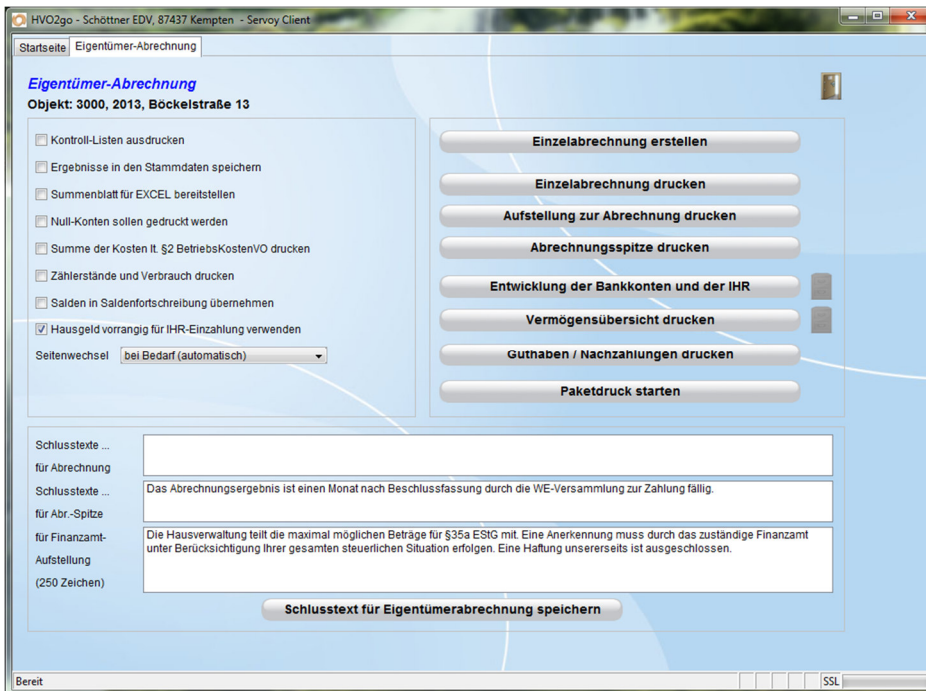 HVO2go - Schöttner EDV, 87437 Kempten - Servoy Client
Startseite
Eigentümer-Abrechnung
Eigentümer-Abrechnung
Objekt: 3000, 2013, Böckelstraße 13
Kontroll-Listen ausdrucken
Ergebnisse in den Stammdaten speichern
Summenblatt für EXCEL bereitstellen
Null-Konten sollen gedruckt werden
Summe der Kosten lt. §2 BetriebsKostenVO drucken
Zählerstände und Verbrauch drucken
Salden in Saldenfortschreibung übernehmen
Hausgeld vorrangig für IHR-Einzahlung verwenden
Seitenwechsel bei Bedarf (automatisch)
Einzelabrechnung erstellen
Einzelabrechnung drucken
Aufstellung zur Abrechnung drucken
Abrechnungsspitze drucken
Entwicklung der Bankkonten und der IHR
Vermögensübersicht drucken
Guthaben / Nachzahlungen drucken
Paketdruck starten
Schlusstexte ...
für Abrechnung
Schlusstexte ...
für Abr.-Spitze
Das Abrechnungsergebnis ist einen Monat nach Beschlussfassung durch die WE-Versammlung zur Zahlung fällig.
für Finanzamt-
Aufstellung
(250 Zeichen)
Die Hausverwaltung teilt die maximal möglichen Beträge für §35a EStG mit. Eine Anerkennung muss durch das zuständige Finanzamt
unter Berücksichtigung Ihrer gesamten steuerlichen Situation erfolgen. Eine Haftung unsererseits ist ausgeschlossen.
Schlusstext für Eigentümerabrechnung speichern
Bereit
SSL